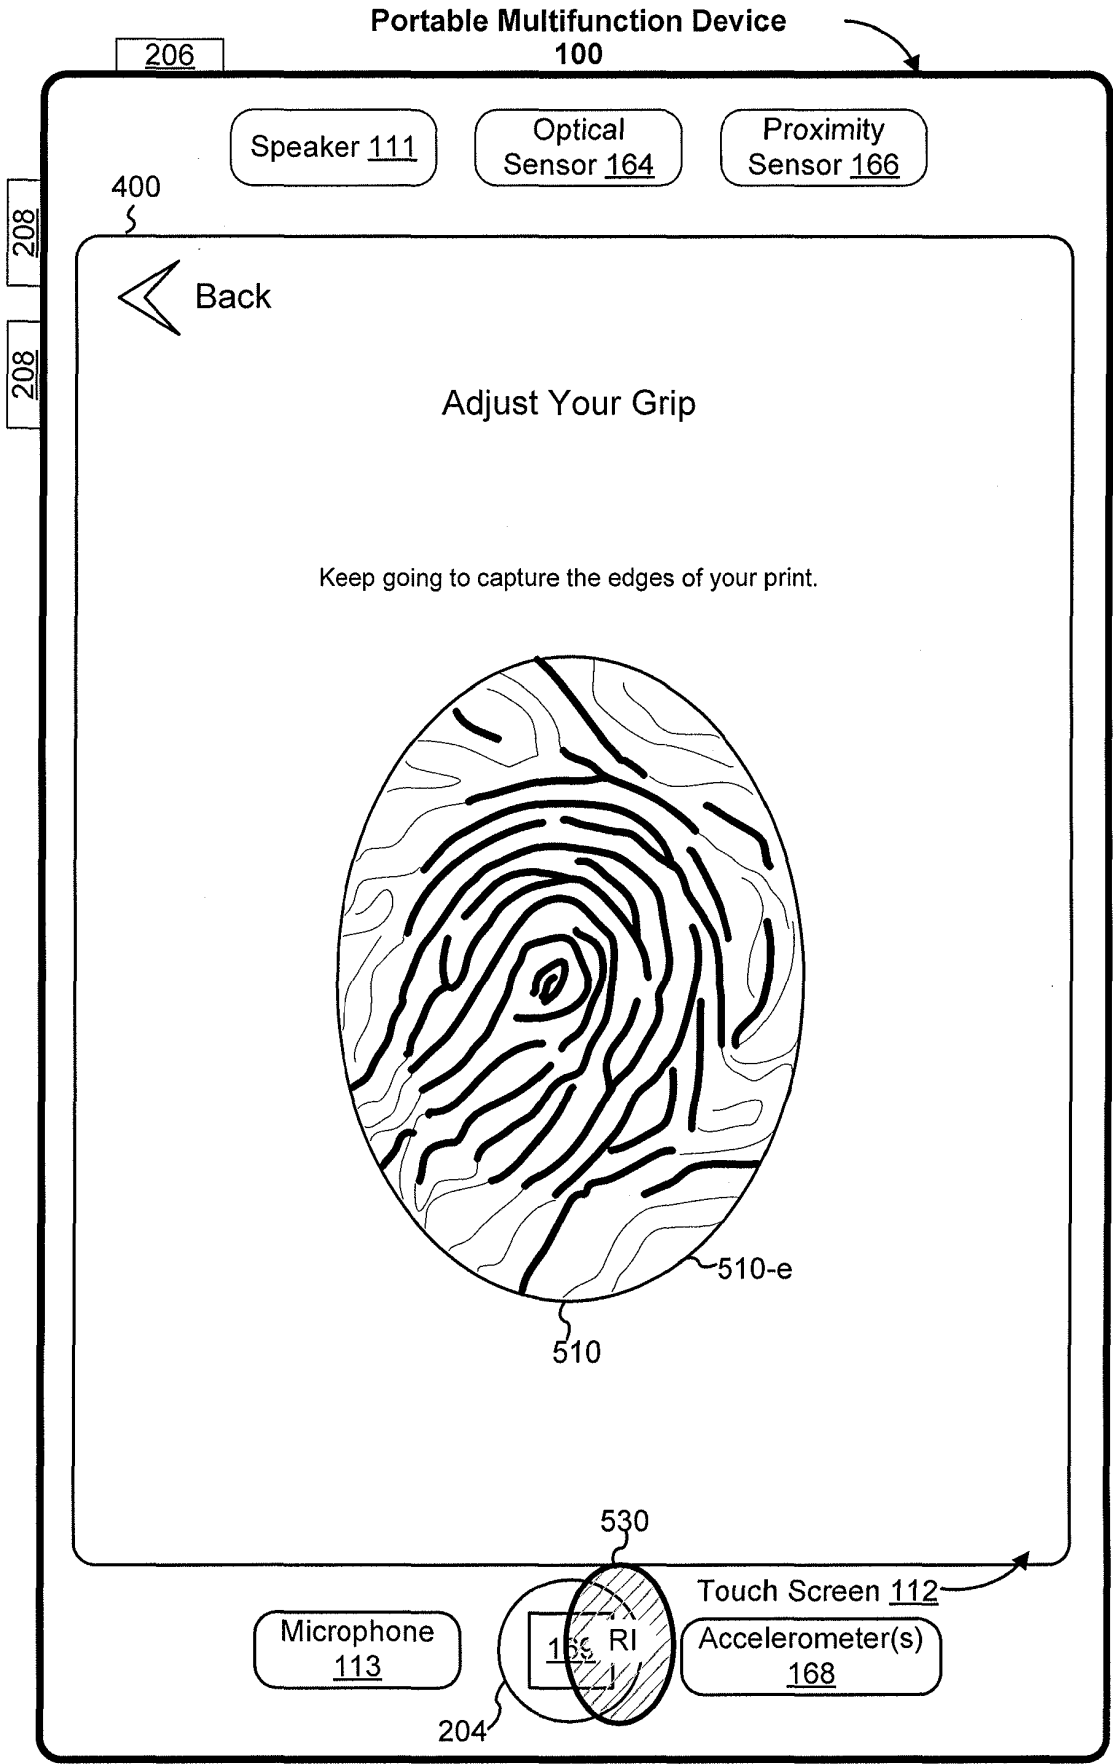 Portable Multifunction Device
100
206
Speaker 111
Optical
Sensor 164
Proximity
Sensor 166
400
208
208
Back
Adjust Your Grip
Keep going to capture the edges of your print.
510-e
510
530
Touch Screen 112
Microphone
113
169
RI
Accelerometer(s)
168
204